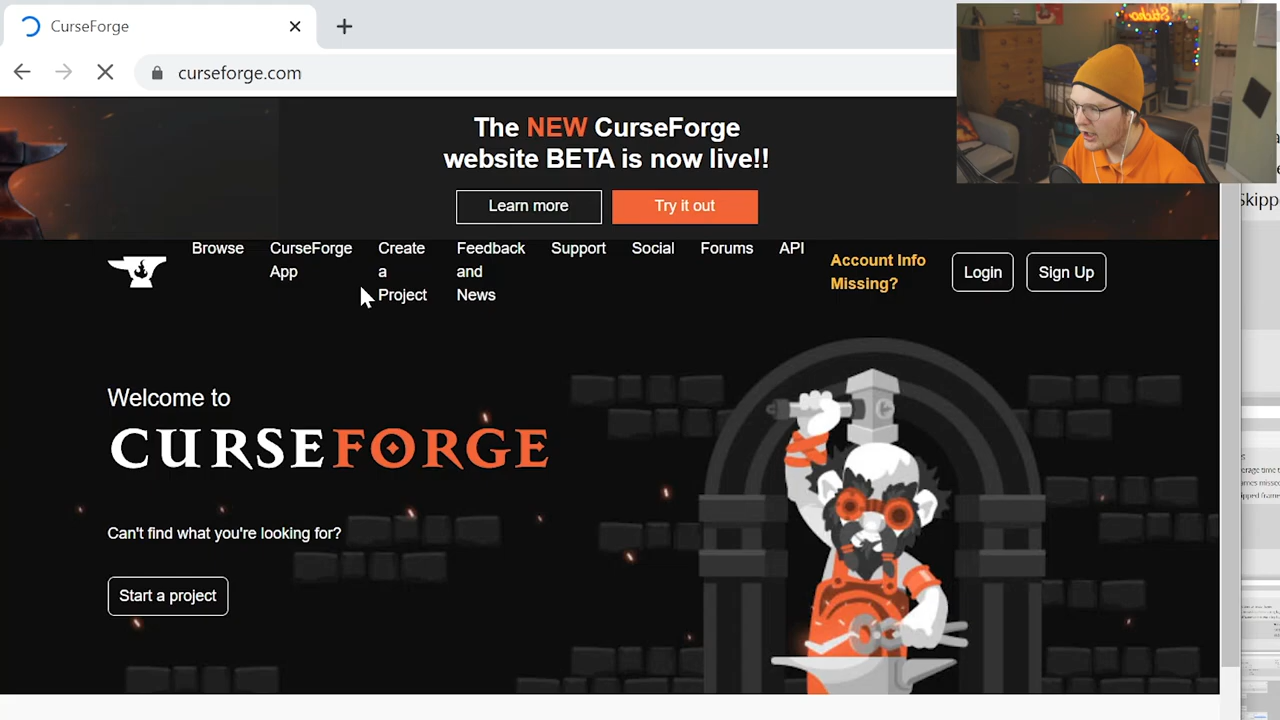 CurseForge
curseforge.com
The NEW CurseForge
website BETA is now live!!
Learn more
Try it out
Browse
CurseForge
App
Create
a
Project
Feedback
and
News
Support
Social
Forums
API
Account Info
Missing?
Login
Sign Up
Welcome to
CURSEFORGE
Can't find what you're looking for?
Start a project